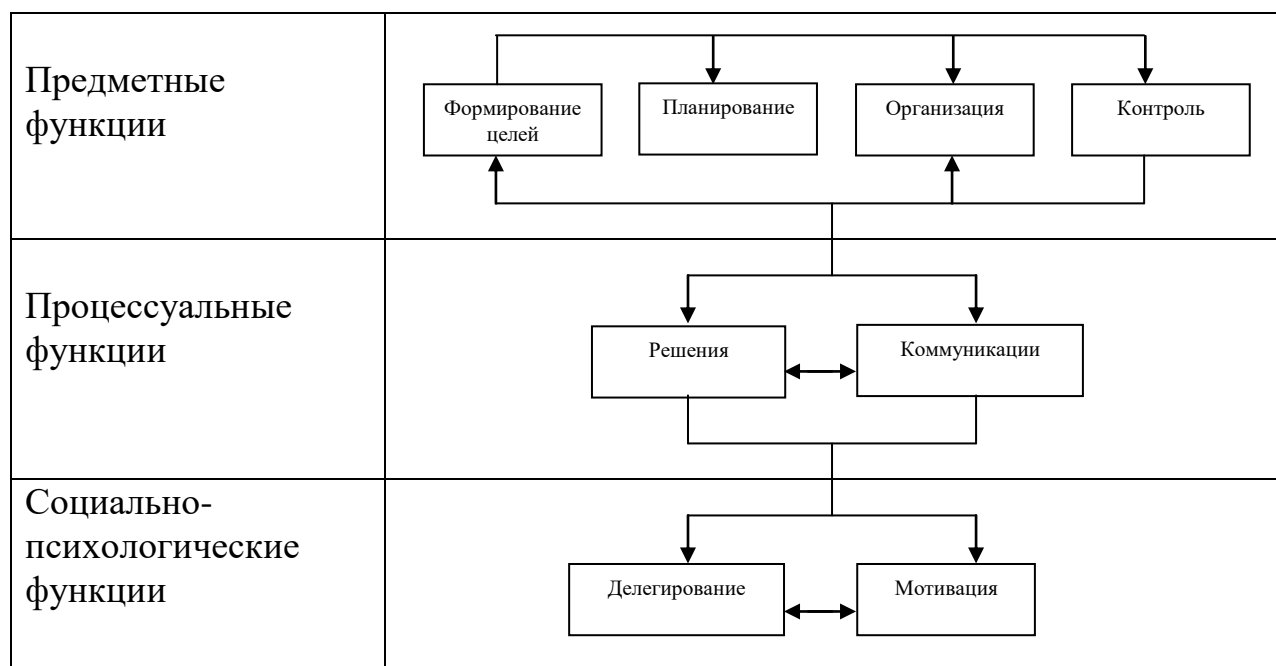 Предметные
функции
Формирование
целей
Планирование
Организация
Контроль
Процессуальные
функции
Решения
Коммуникации
Социально-
психологические
функции
Делегирование
Мотивация